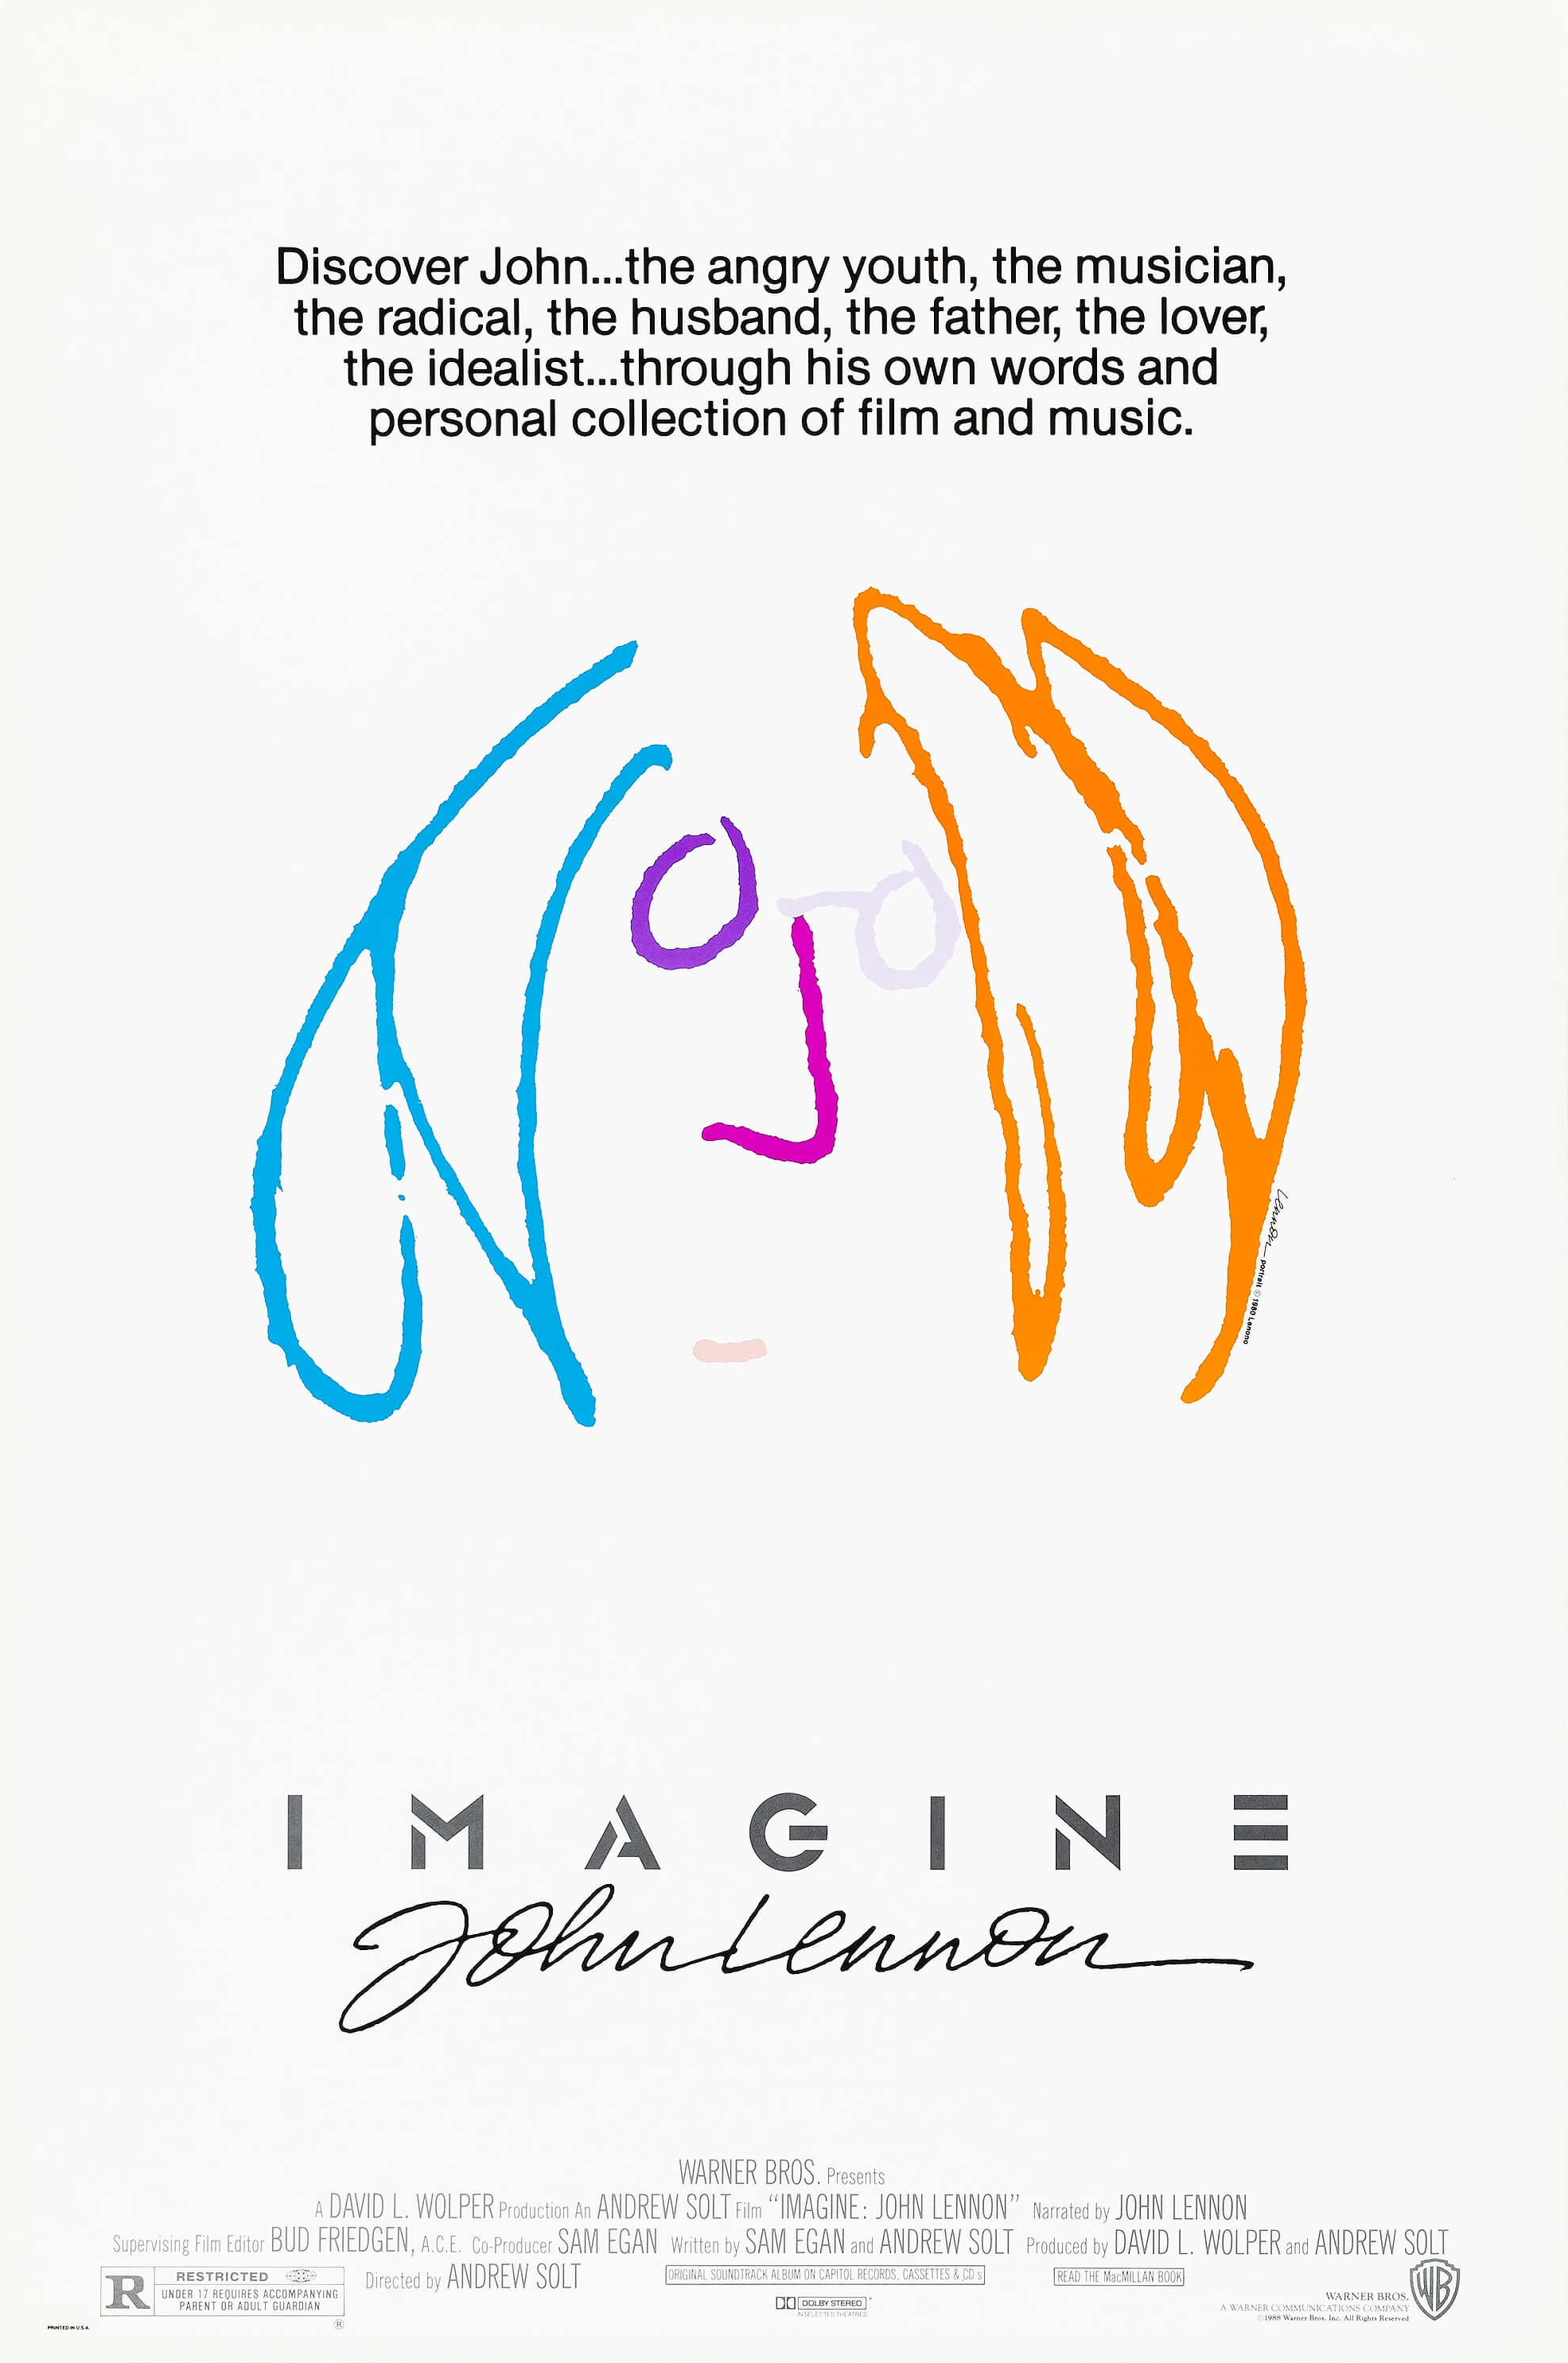 Discover John...the angry youth, the musician,
the radical, the husband, the father, the lover,
the idealist...through his own words and
personal collection of film and music.
Lennon portrait © 1980 Lenono
IMAGINE
John Lennon
WARNER BROS. Presents
A DAVID L. WOLPER Production An ANDREW SOLT Film “IMAGINE: JOHN LENNON” Narrated by JOHN LENNON
Supervising Film Editor BUD FRIEDGEN, A.C.E. Co-Producer SAM EGAN Written by SAM EGAN and ANDREW SOLT Produced by DAVID L. WOLPER and ANDREW SOLT
Directed by ANDREW SOLT
R RESTRICTED
UNDER 17 REQUIRES ACCOMPANYING
PARENT OR ADULT GUARDIAN
®
ORIGINAL SOUNDTRACK ALBUM ON CAPITOL RECORDS, CASSETTES & CD's
DOLBY STEREO
IN SELECTED THEATRES
READ THE MacMILLAN BOOK
WB
WARNER BROS.
A WARNER COMMUNICATIONS COMPANY
©1988 Warner Bros. Inc. All Rights Reserved
PRINTED IN U.S.A.